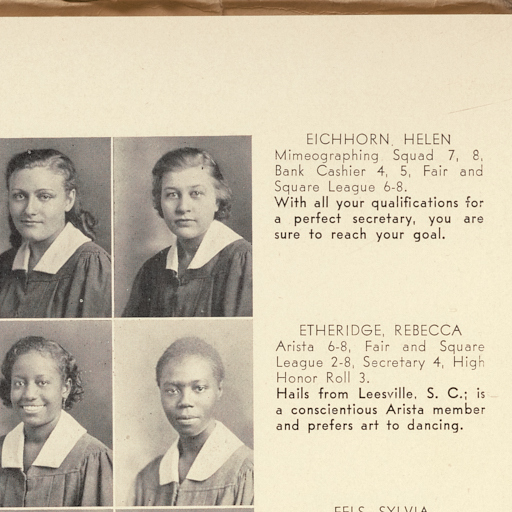 EICHHORN, HELEN
Mimeographing Squad 7, 8,
Bank Cashier 4, 5, Fair and
Square League 6-8.
With all your qualifications for
a perfect secretary, you are
sure to reach your goal.
ETHERIDGE, REBECCA
Arista 6-8, Fair and Square
League 2-8, Secretary 4, High
Honor Roll 3.
Hails from Leesville, S. C.; is
a conscientious Arista member
and prefers art to dancing.
FELS, SYLVIA